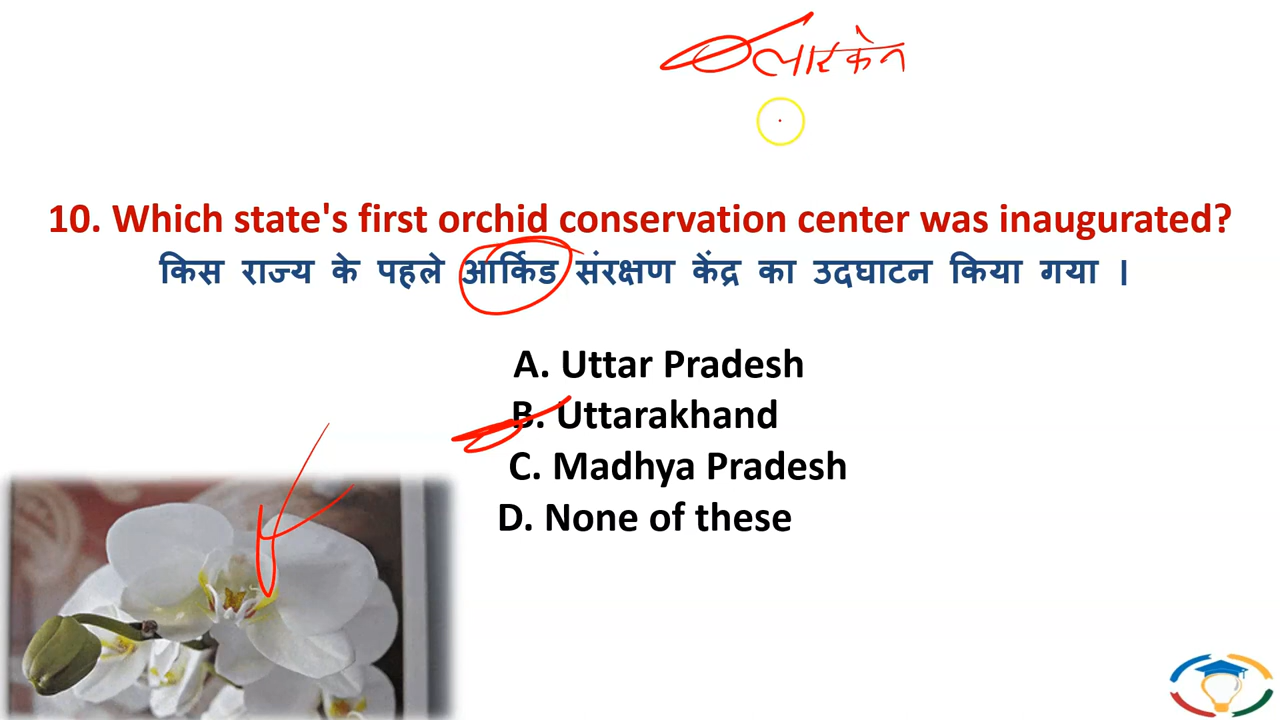 लारकेन
10. Which state's first orchid conservation center was inaugurated?
किस राज्य के पहले आर्किड संरक्षण केंद्र का उदघाटन किया गया ।
A. Uttar Pradesh
B. Uttarakhand
C. Madhya Pradesh
D. None of these